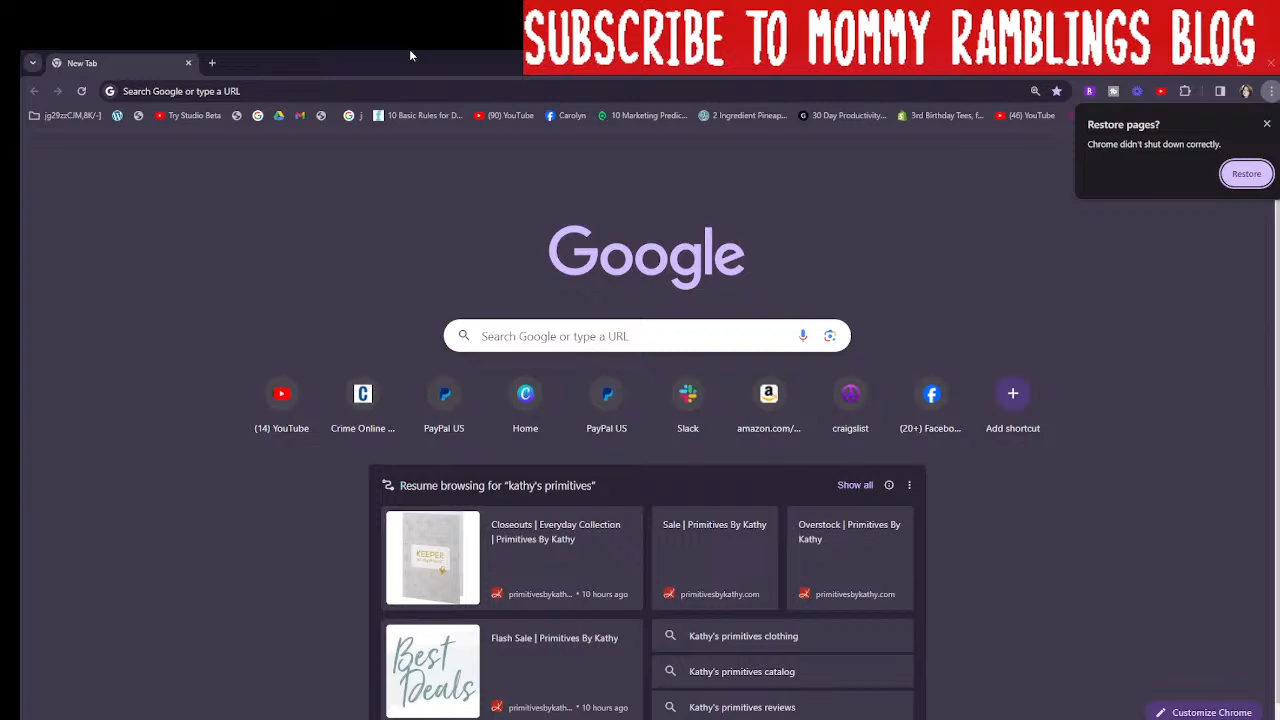 SUBSCRIBE TO MOMMY RAMBLINGS BLOG
New Tab
Search Google or type a URL
jg29zzCJM,8K/-]
Try Studio Beta
j
10 Basic Rules for D...
(90) YouTube
Carolyn
10 Marketing Predic...
2 Ingredient Pineap...
30 Day Productivity...
3rd Birthday Tees, f...
(46) YouTube
Restore pages?
Chrome didn't shut down correctly.
Restore
Google
Search Google or type a URL
(14) YouTube
Crime Online ...
PayPal US
Home
PayPal US
Slack
amazon.com/...
craigslist
(20+) Facebo...
Add shortcut
Resume browsing for "kathy's primitives"
Show all
Closeouts | Everyday Collection
| Primitives By Kathy
KEEPER
primitivesbykath... • 10 hours ago
Sale | Primitives By Kathy
primitivesbykathy.com
Overstock | Primitives By
Kathy
primitivesbykathy.com
Best
Deals
Flash Sale | Primitives By Kathy
primitivesbykath... • 10 hours ago
Kathy's primitives clothing
Kathy's primitives catalog
Kathy's primitives reviews
Customize Chrome